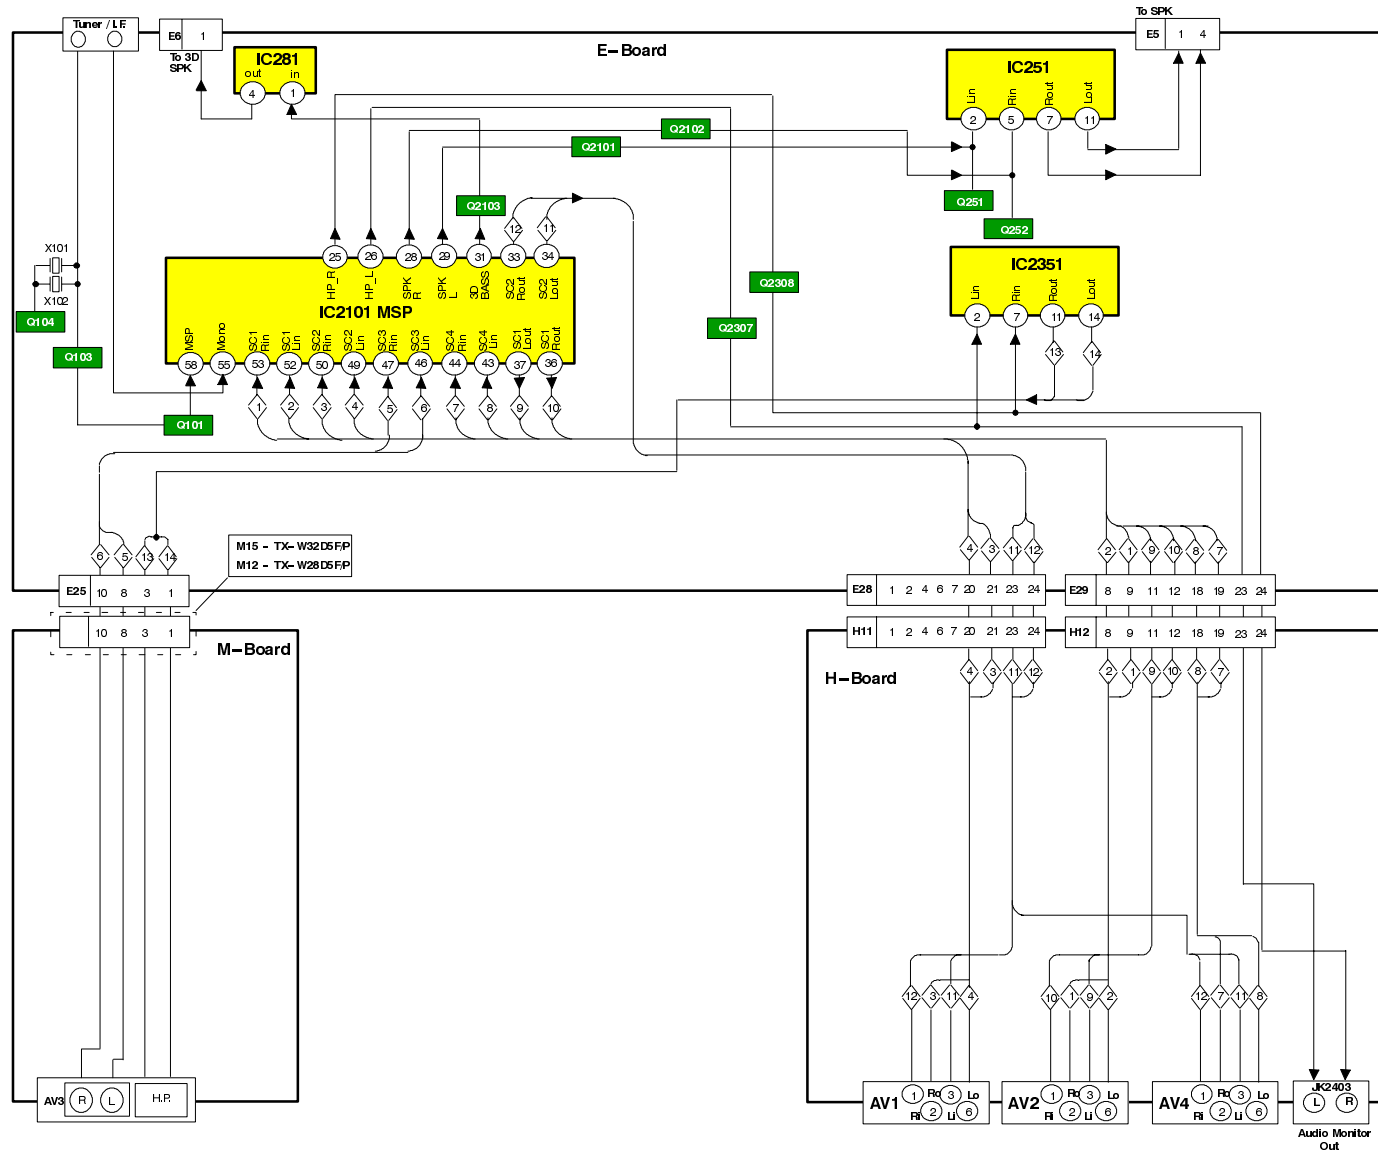 Tuner / I.F.
E6 1
To 3D
SPK
IC281
out in
4 1
E-Board
To SPK
E5 1 4
IC251
Lin Rin Rout Lout
2 5 7 11
Q2102
Q2101
Q2103
Q251
Q252
12 11
X101
X102
Q104
Q103
Q101
25 26 28 29 31 33 34
HP_R HP_L SPK R SPK L 3D BASS SC2 Rout SC2 Lout
IC2101 MSP
MSP Mono SC1 Rin SC1 Lin SC2 Rin SC2 Lin SC3 Rin SC3 Lin SC4 Rin SC4 Lin SC1 Lout SC1 Rout
58 55 53 52 50 49 47 46 44 43 37 36
1 2 3 4 5 6 7 8 9 10
Q2308
Q2307
IC2351
Lin Rin Rout Lout
2 7 11 14
13 14
M15 - TX-W32D5F/P
M12 - TX-W28D5F/P
6 5 13 14
4 3 11 12
2 1 9 10 8 7
E25 10 8 3 1
E28 1 2 4 6 7 20 21 23 24
E29 8 9 11 12 18 19 23 24
10 8 3 1
H11 1 2 4 6 7 20 21 23 24
H12 8 9 11 12 18 19 23 24
M-Board
H-Board
4 3 11 12
2 1 9 10 8 7
12 3 11 4
10 1 9 2
12 7 11 8
AV3 R L H.P.
AV1 1 Ro 3 Lo
Ri 2 Li 6
AV2 1 Ro 3 Lo
Ri 2 Li 6
AV4 1 Ro 3 Lo
Ri 2 Li 6
JK2403
L R
Audio Monitor
Out